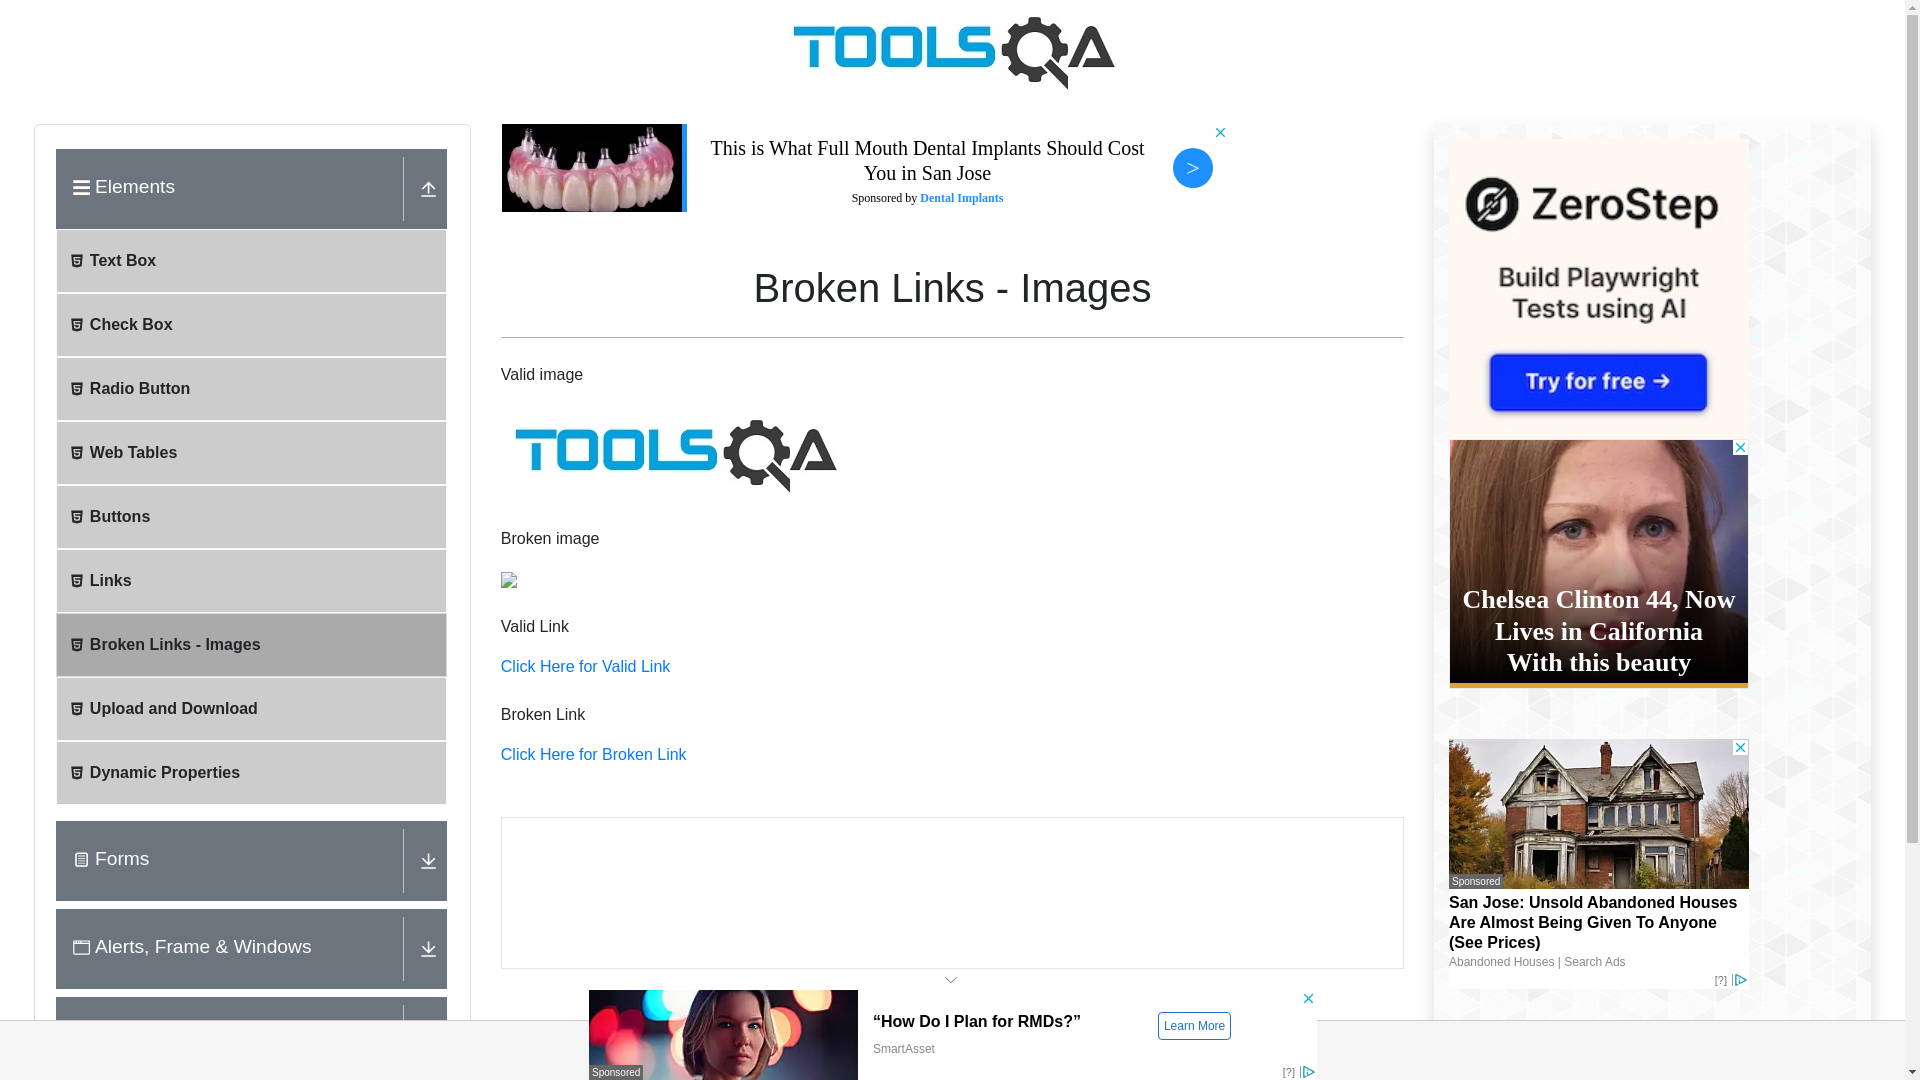 TOOLSQA
Elements
Text Box
Check Box
Radio Button
Web Tables
Buttons
Links
Broken Links - Images
Upload and Download
Dynamic Properties
Forms
Alerts, Frame & Windows
This is What Full Mouth Dental Implants Should Cost
You in San Jose
Sponsored by Dental Implants
>
Broken Links - Images
Valid image
TOOLSQA
Broken image
Valid Link
Click Here for Valid Link
Broken Link
Click Here for Broken Link
“How Do I Plan for RMDs?”
SmartAsset
Learn More
Sponsored
[?]
ZeroStep
Build Playwright
Tests using AI
Try for free →
Chelsea Clinton 44, Now
Lives in California
With this beauty
Sponsored
San Jose: Unsold Abandoned Houses
Are Almost Being Given To Anyone
(See Prices)
Abandoned Houses | Search Ads
[?]